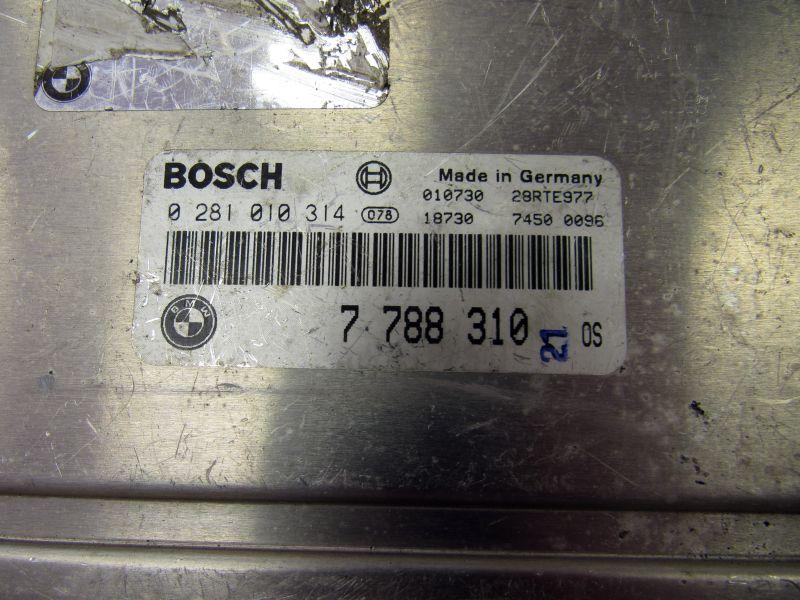 BOSCH Made in Germany
010730 28RTE977
0 281 010 314 078 18730 7450 0096
BMW
7 788 310 21 OS